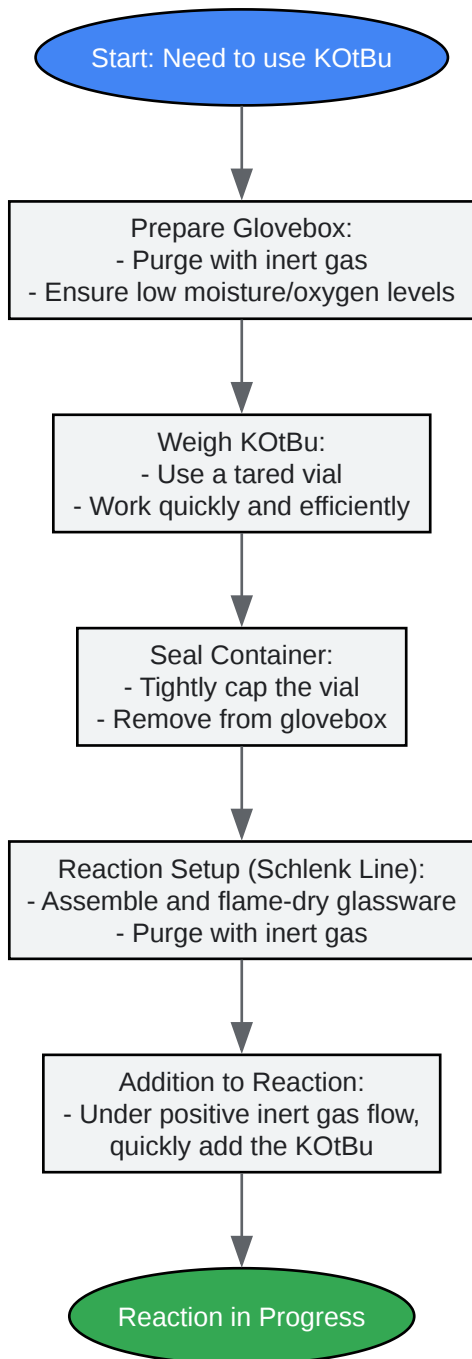 Start: Need to use KOtBu
Prepare Glovebox:
- Purge with inert gas
- Ensure low moisture/oxygen levels
Weigh KOtBu:
- Use a tared vial
- Work quickly and efficiently
Seal Container:
- Tightly cap the vial
- Remove from glovebox
Reaction Setup (Schlenk Line):
- Assemble and flame-dry glassware
- Purge with inert gas
Addition to Reaction:
- Under positive inert gas flow,
quickly add the KOtBu
Reaction in Progress